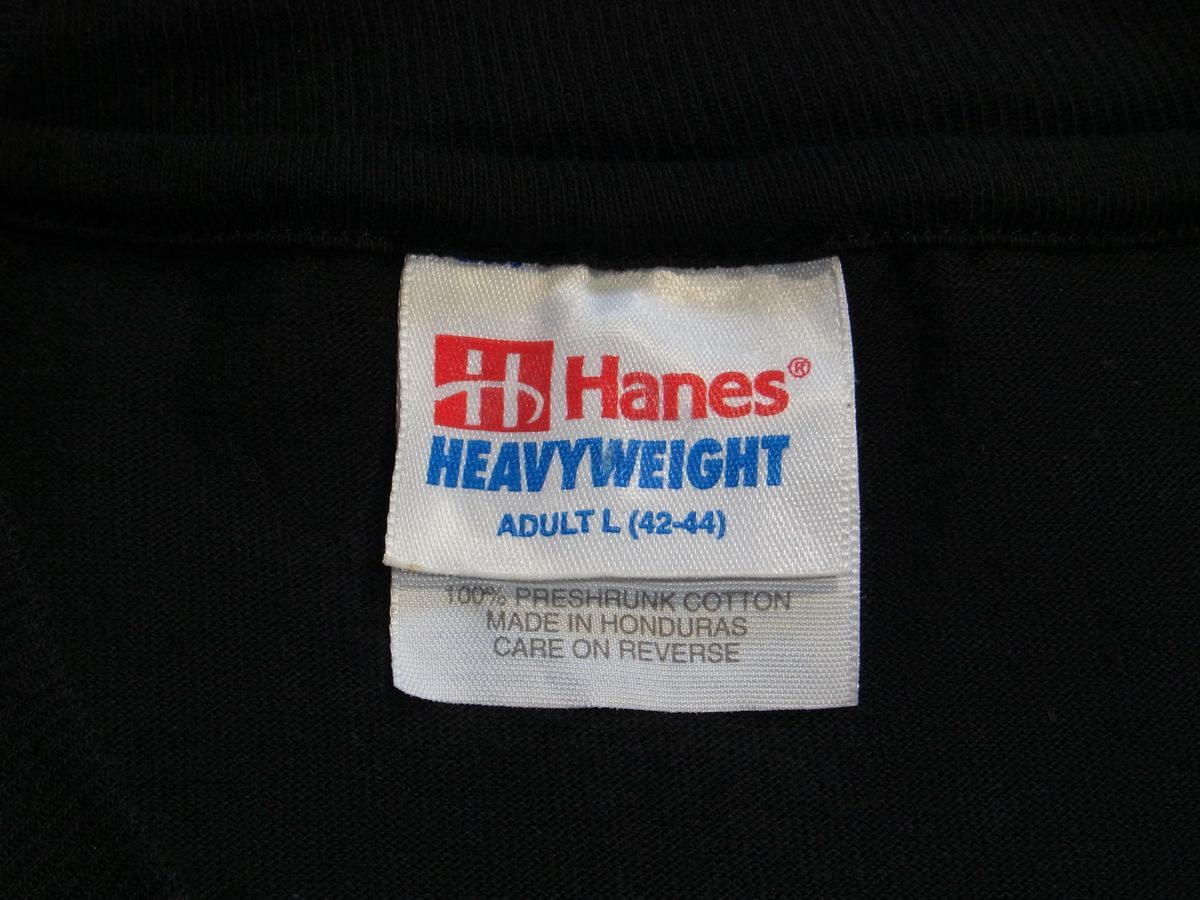 H Hanes®
HEAVYWEIGHT
ADULT L (42-44)
100% PRESHRUNK COTTON
MADE IN HONDURAS
CARE ON REVERSE